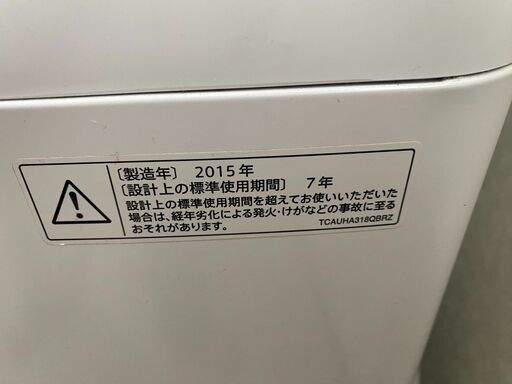 〔製造年〕 2015年
〔設計上の標準使用期間〕 7年
設計上の標準使用期間を超えてお使いいただいた
場合は、経年劣化による発火・けがなどの事故に至る
おそれがあります。
TCAUHA318QBRZ